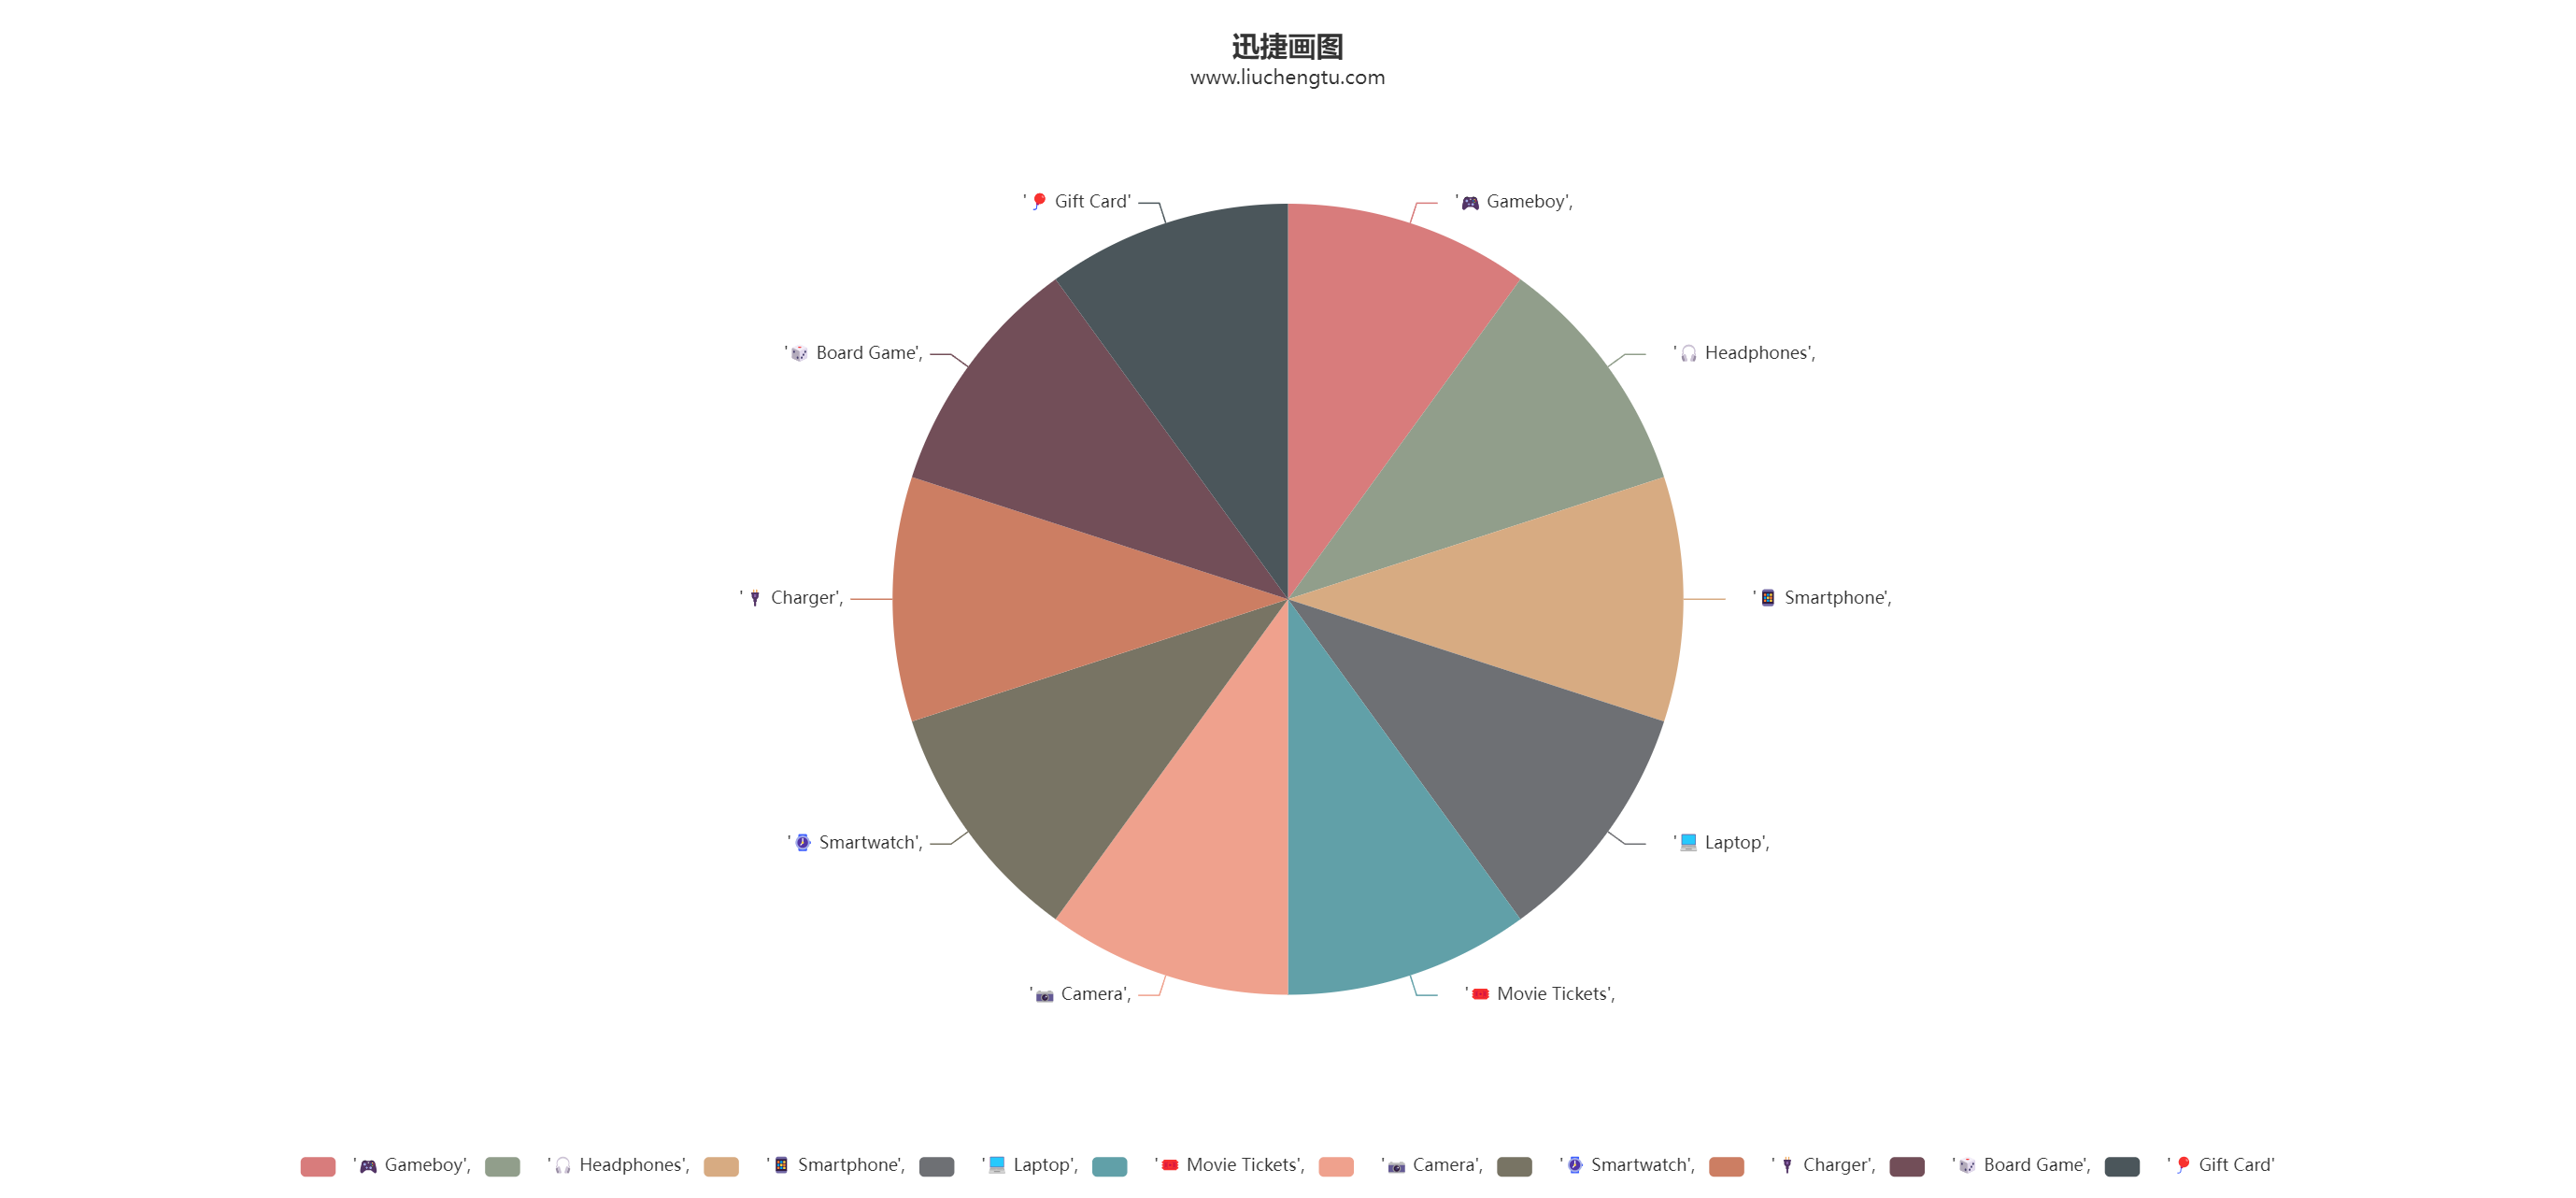 迅捷画图
www.liuchengtu.com
'🎈 Gift Card'
'🎮 Gameboy',
'🎲 Board Game',
'🎧 Headphones',
'🔌 Charger',
'📱 Smartphone',
'⌚ Smartwatch',
'💻 Laptop',
'📷 Camera',
'🎟 Movie Tickets',
'🎮 Gameboy', '🎧 Headphones', '📱 Smartphone', '💻 Laptop', '🎟 Movie Tickets', '📷 Camera', '⌚ Smartwatch', '🔌 Charger', '🎲 Board Game', '🎈 Gift Card'